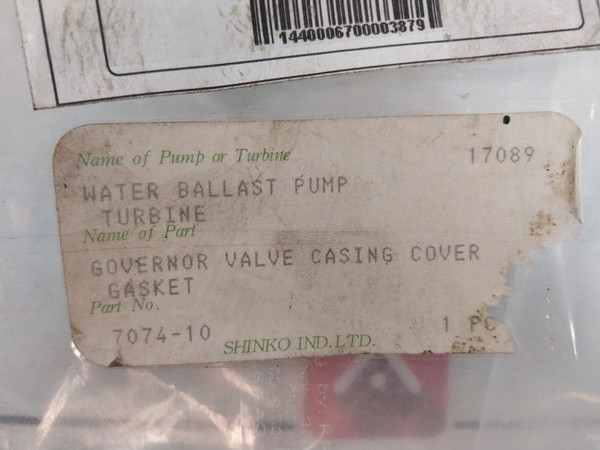 1440006700003879
Name of Pump or Turbine 17089
WATER BALLAST PUMP
TURBINE
Name of Part
GOVERNOR VALVE CASING COVER
GASKET
Part No.
7074-10 1 PC
SHINKO IND. LTD.